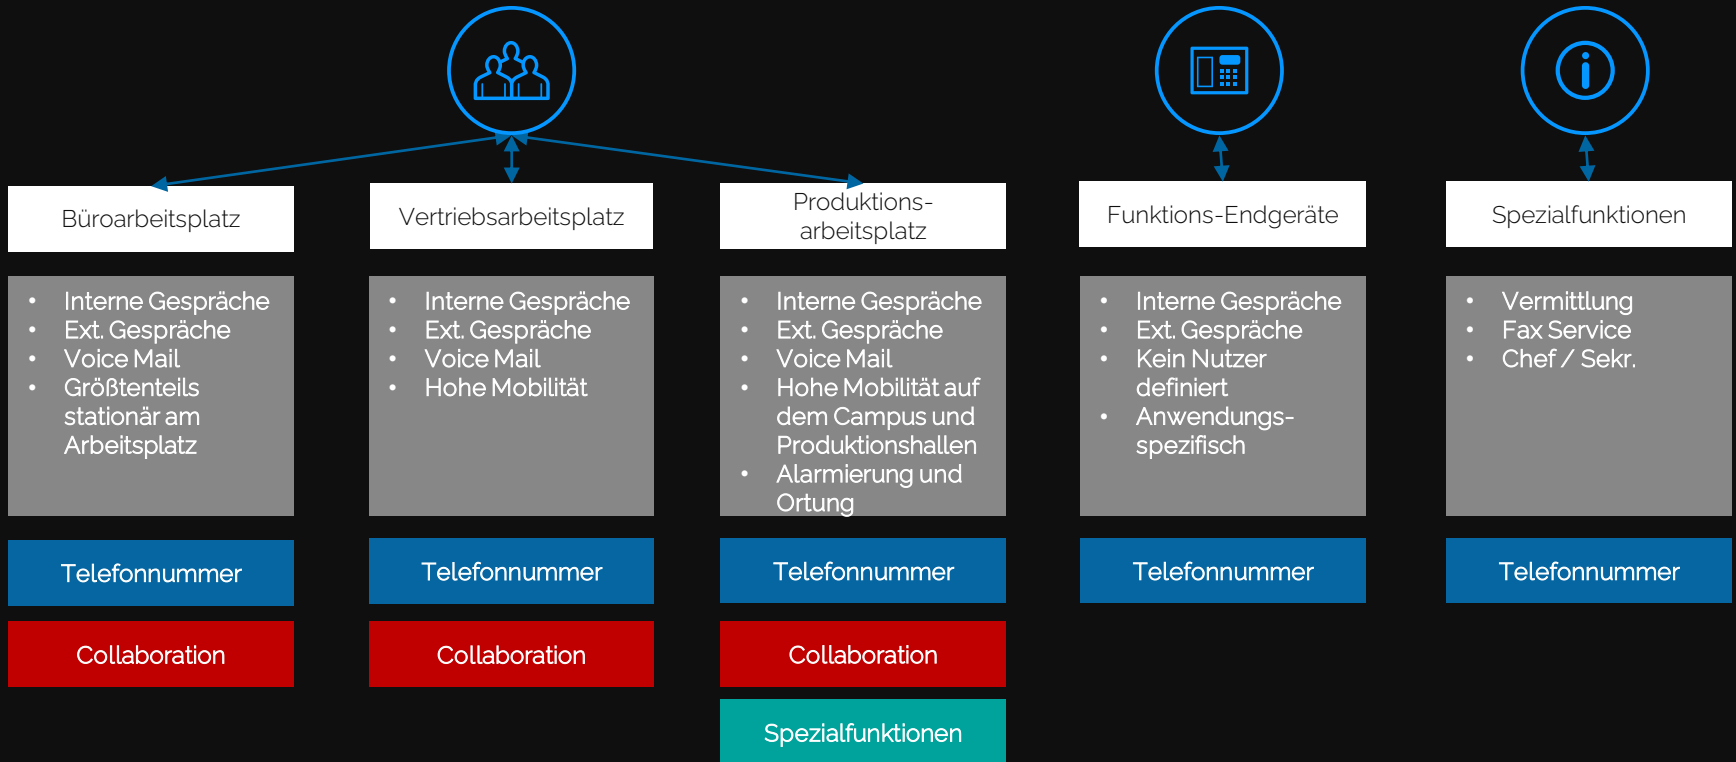 Büroarbeitsplatz
Vertriebsarbeitsplatz
Produktions-
arbeitsplatz
Funktions-Endgeräte
Spezialfunktionen
• Interne Gespräche
• Ext. Gespräche
• Voice Mail
• Größtenteils
stationär am
Arbeitsplatz
• Interne Gespräche
• Ext. Gespräche
• Voice Mail
• Hohe Mobilität
• Interne Gespräche
• Ext. Gespräche
• Voice Mail
• Hohe Mobilität auf
dem Campus und
Produktionshallen
• Alarmierung und
Ortung
• Interne Gespräche
• Ext. Gespräche
• Kein Nutzer
definiert
• Anwendungs-
spezifisch
• Vermittlung
• Fax Service
• Chef / Sekr.
Telefonnummer
Telefonnummer
Telefonnummer
Telefonnummer
Telefonnummer
Collaboration
Collaboration
Collaboration
Spezialfunktionen